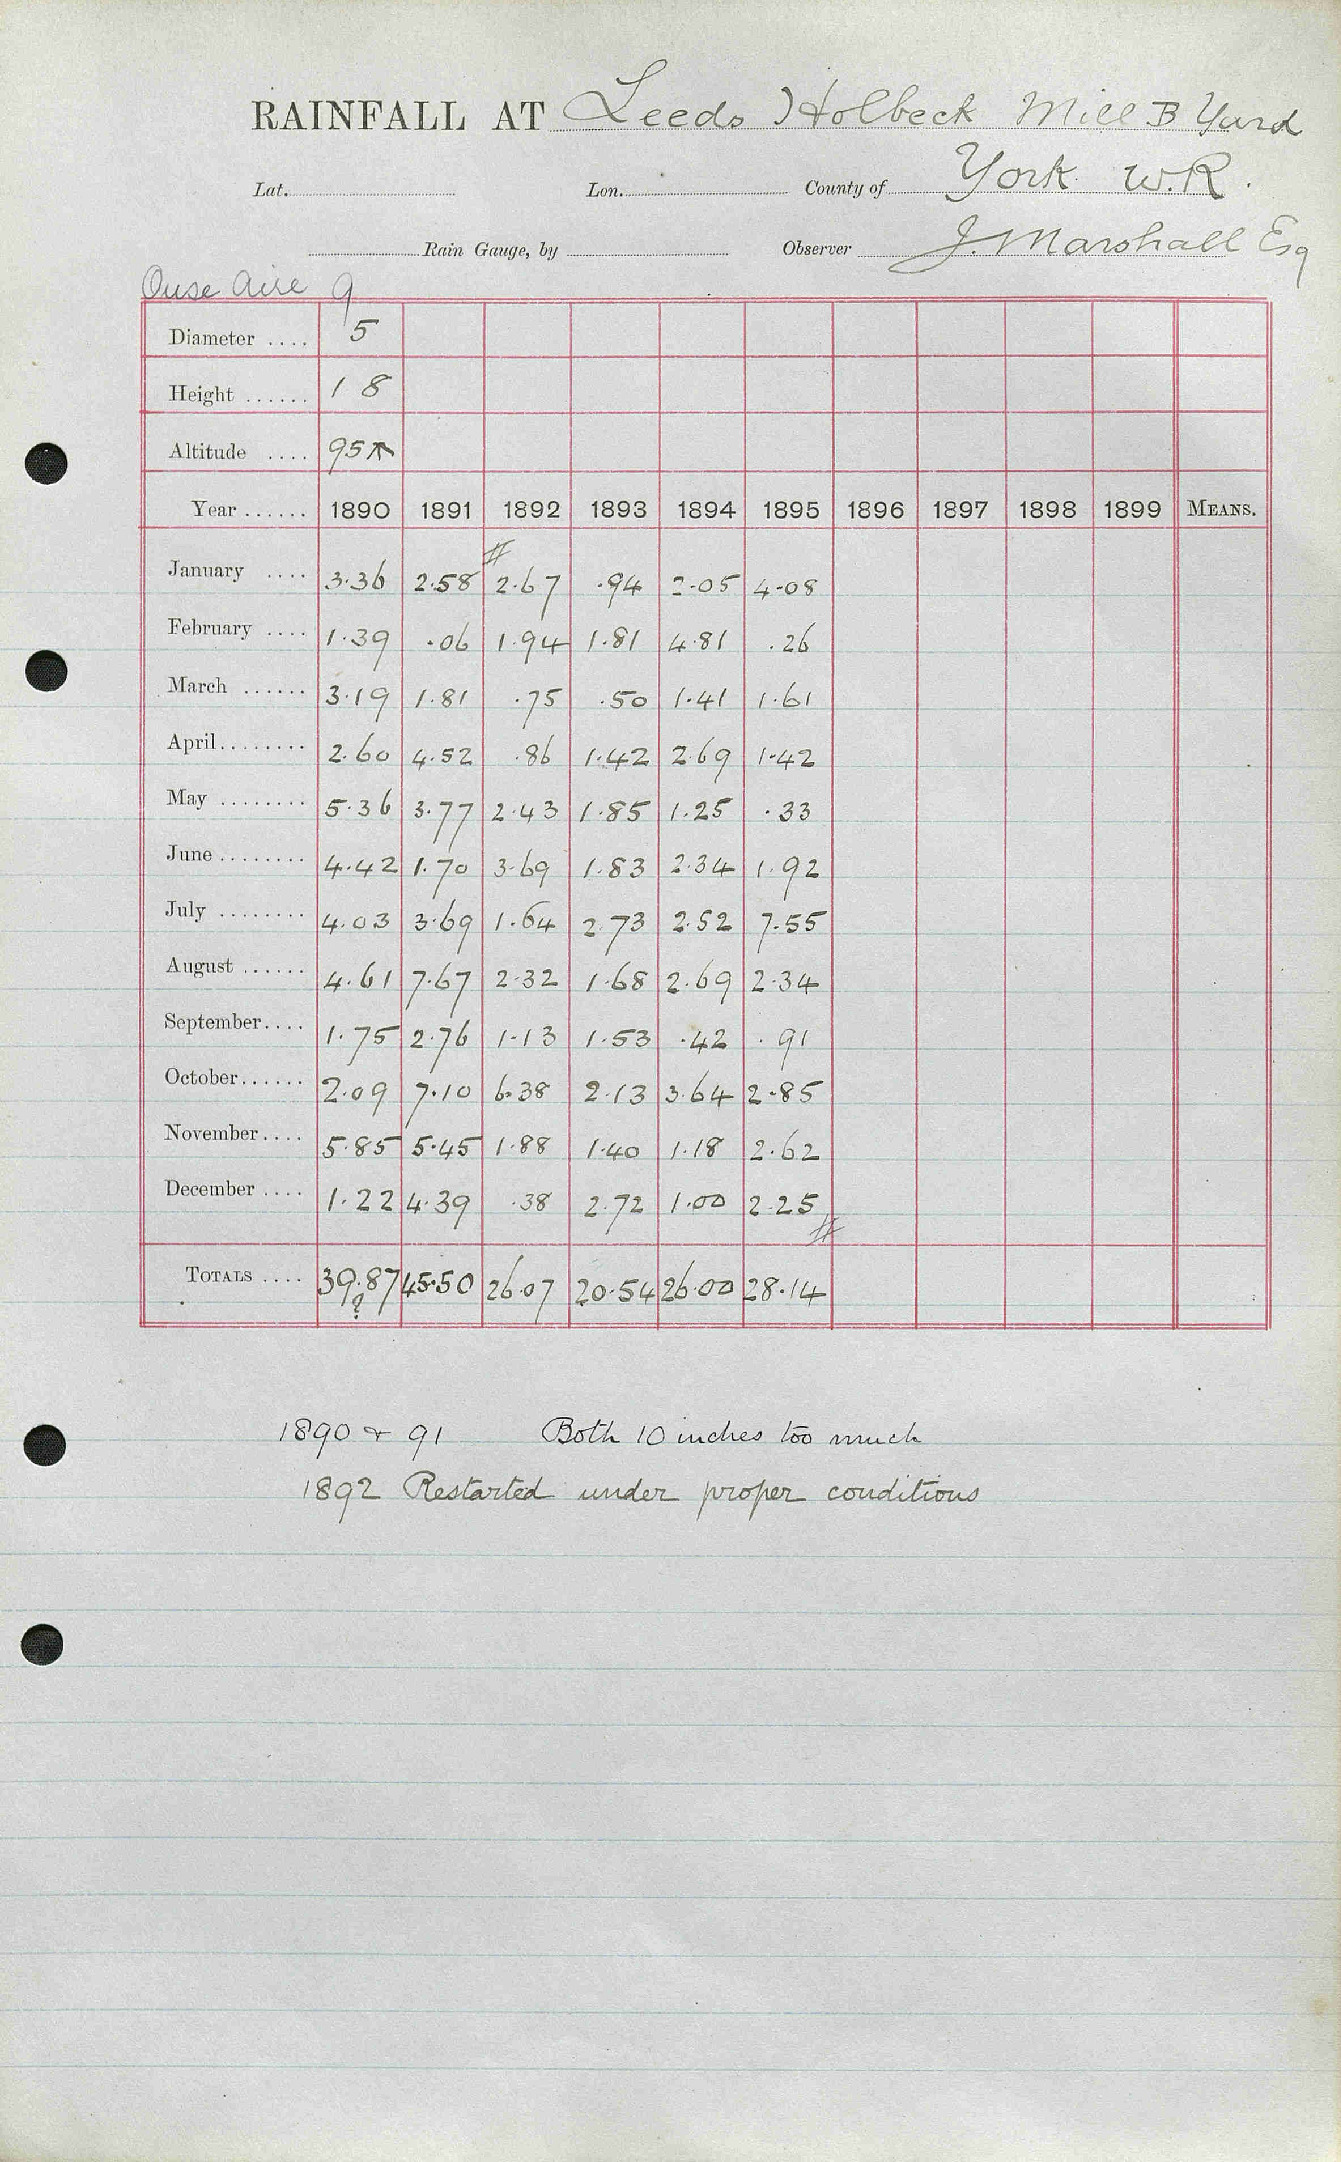 RAINFALL AT Leeds Holbeck Mill B Yard
Lat. Lon. County of York W.R.
Rain Gauge, by Observer J. Marshall Esq
Ouse Aire 9
Diameter .... 5
Height ...... 1 8
Altitude .... 95
Year ...... 1890 1891 1892 1893 1894 1895 1896 1897 1898 1899 MEANS.
January .... 3.36 2.58 2.67 .94 2.05 4.08
February .... 1.39 .06 1.94 1.81 4.81 .26
March ...... 3.19 1.81 .75 .50 1.41 1.61
April........ 2.60 4.52 .86 1.42 2.69 1.42
May ........ 5.36 3.77 2.43 1.85 1.25 .33
June ........ 4.42 1.70 3.69 1.83 2.34 1.92
July ........ 4.03 3.69 1.64 2.73 2.52 7.55
August ...... 4.61 7.67 2.32 1.68 2.69 2.34
September.... 1.75 2.76 1.13 1.53 .42 .91
October...... 2.09 7.10 6.38 2.13 3.64 2.85
November.... 5.85 5.45 1.88 1.40 1.18 2.62
December .... 1.22 4.39 .38 2.72 1.00 2.25
TOTALS .... 39.87 45.50 26.07 20.54 26.00 28.14
?
1890 & 91 Both 10 inches too much
1892 Restarted under proper conditions